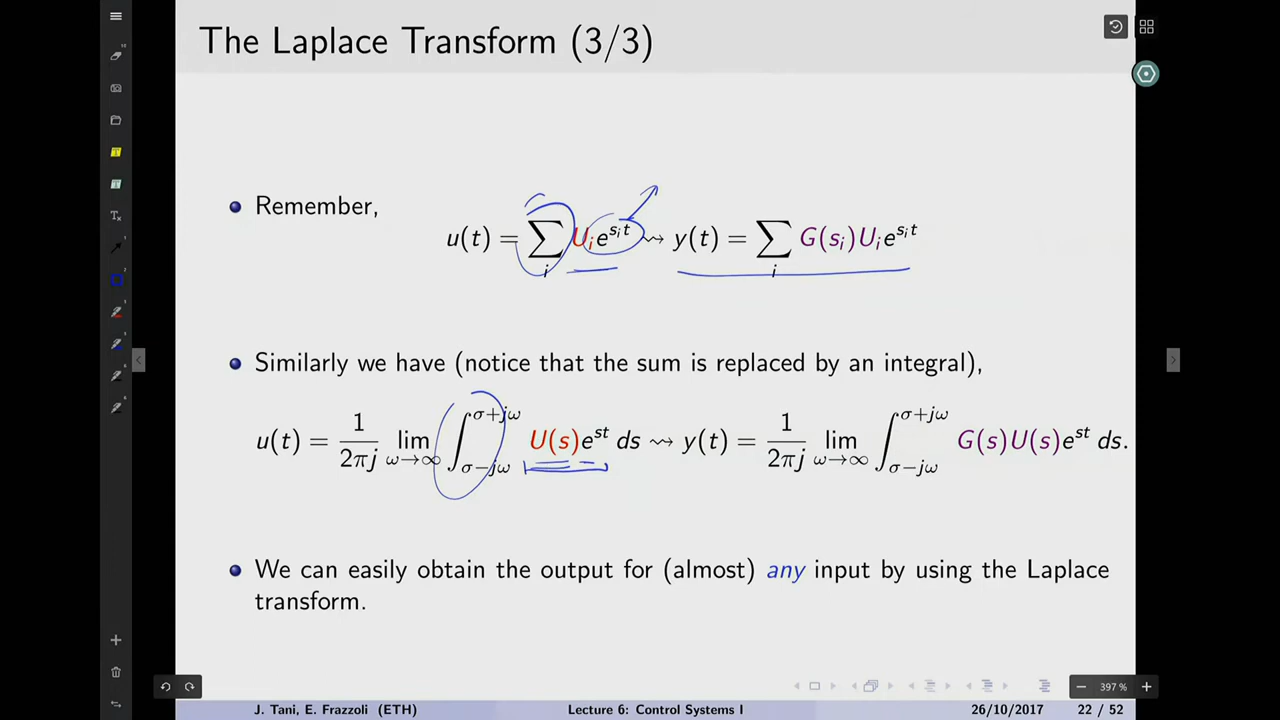 The Laplace Transform (3/3)
Remember,
u(t) = ∑_i U_i e^{s_i t} ⇝ y(t) = ∑_i G(s_i)U_i e^{s_i t}
Similarly we have (notice that the sum is replaced by an integral),
u(t) = 1/2πj lim_{ω→∞} ∫_{σ−jω}^{σ+jω} U(s)e^{st} ds ⇝ y(t) = 1/2πj lim_{ω→∞} ∫_{σ−jω}^{σ+jω} G(s)U(s)e^{st} ds.
We can easily obtain the output for (almost) any input by using the Laplace
transform.
397 %
J. Tani, E. Frazzoli (ETH) Lecture 6: Control Systems I 26/10/2017 22 / 52